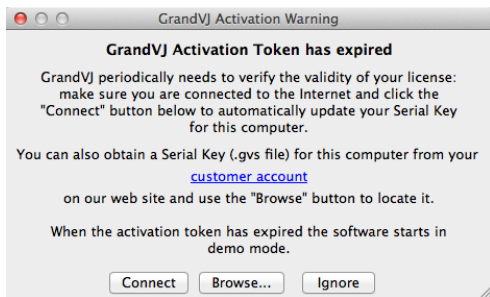 GrandVJ Activation Warning
GrandVJ Activation Token has expired
GrandVJ periodically needs to verify the validity of your license:
make sure you are connected to the Internet and click the
"Connect" button below to automatically update your Serial Key
for this computer.
You can also obtain a Serial Key (.gvs file) for this computer from your
customer account
on our web site and use the "Browse" button to locate it.
When the activation token has expired the software starts in
demo mode.
Connect Browse... Ignore